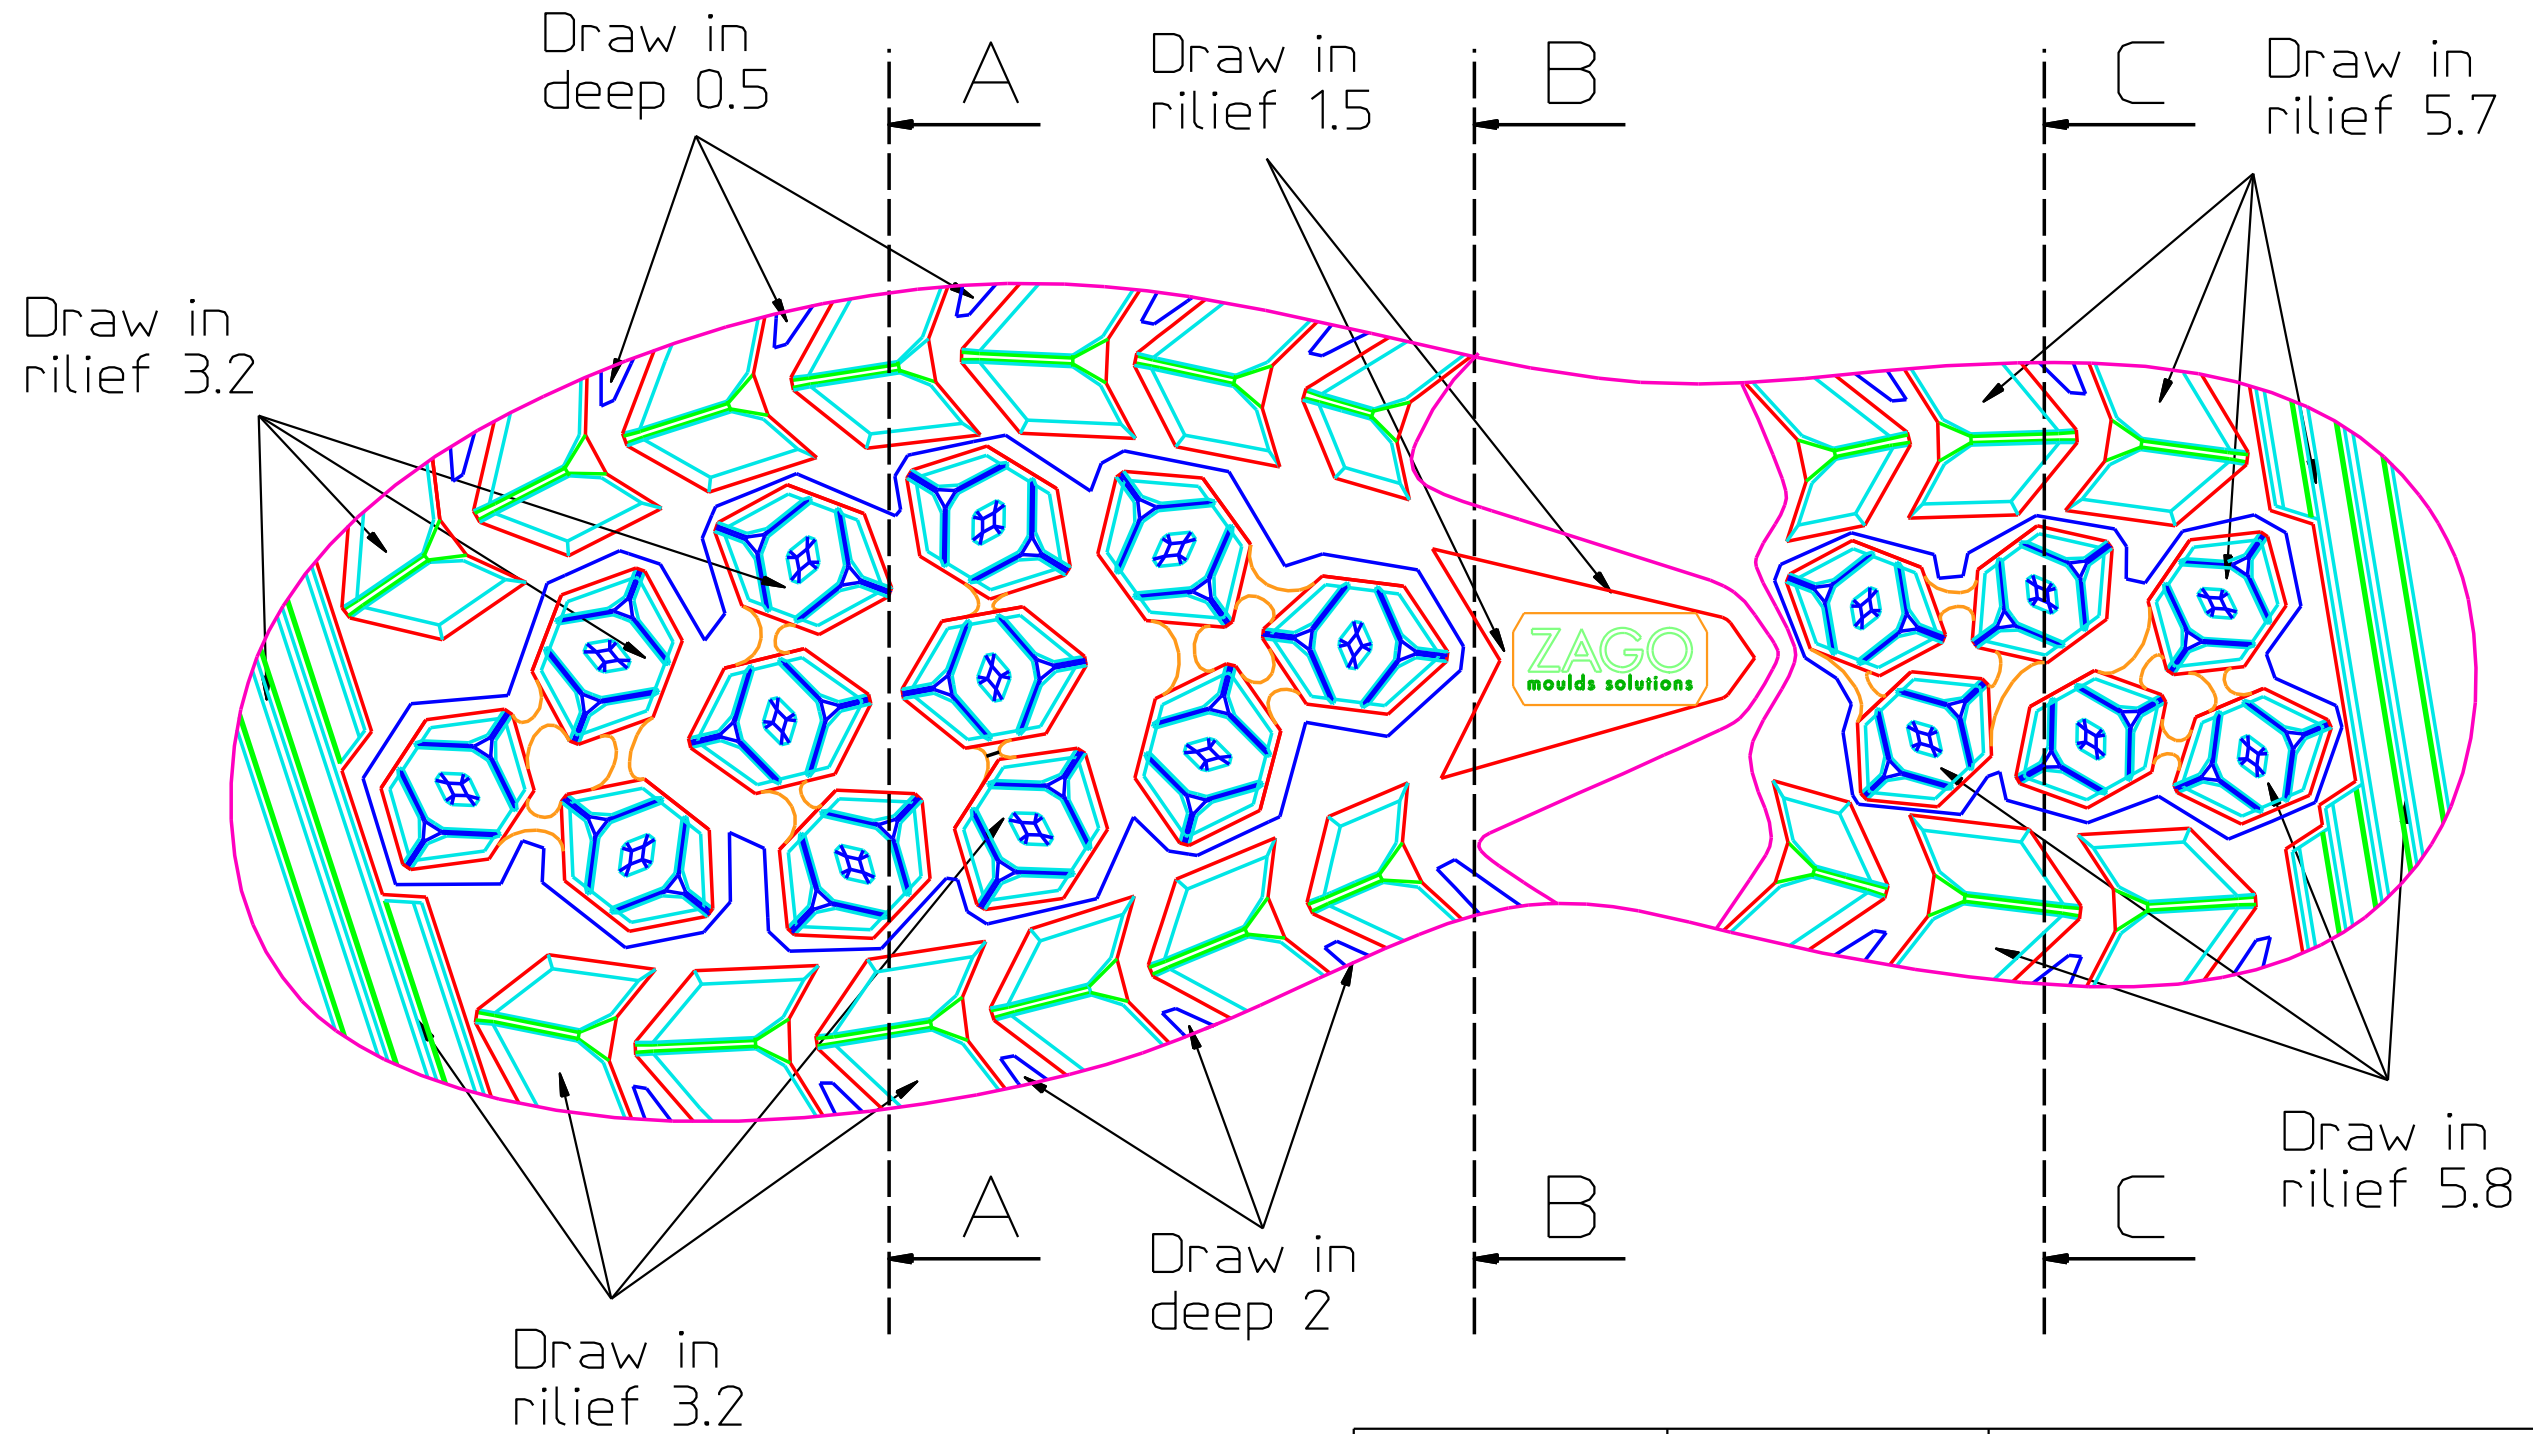 Draw in
deep 0.5
A
Draw in
rilief 1.5
B
C
Draw in
rilief 5.7
Draw in
rilief 3.2
ZAGO
moulds solutions
Draw in
rilief 5.8
A
B
C
Draw in
deep 2
Draw in
rilief 3.2